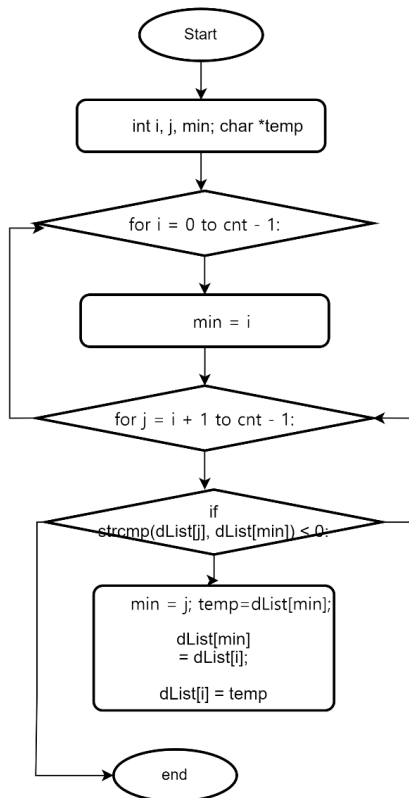 Start
int i, j, min; char *temp
for i = 0 to cnt - 1:
min = i
for j = i + 1 to cnt - 1:
if
strcmp(dList[j], dList[min]) < 0:
min = j; temp=dList[min];
dList[min]
= dList[i];
dList[i] = temp
end